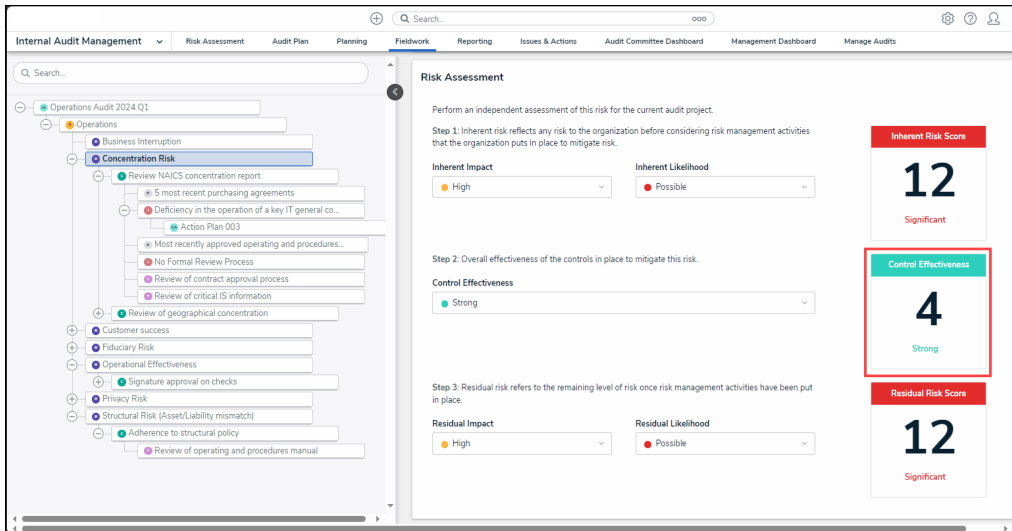 Search...
Internal Audit Management
Risk Assessment
Audit Plan
Planning
Fieldwork
Reporting
Issues & Actions
Audit Committee Dashboard
Management Dashboard
Manage Audits
Search...
Operations Audit 2024 Q1
Operations
Business Interruption
Concentration Risk
Review NAICS concentration report
5 most recent purchasing agreements
Deficiency in the operation of a key IT general co...
Action Plan 003
Most recently approved operating and procedures...
No Formal Review Process
Review of contract approval process
Review of critical IS information
Review of geographical concentration
Customer success
Fiduciary Risk
Operational Effectiveness
Signature approval on checks
Privacy Risk
Structural Risk (Asset/Liability mismatch)
Adherence to structural policy
Review of operating and procedures manual
Risk Assessment
Perform an independent assessment of this risk for the current audit project.
Step 1: Inherent risk reflects any risk to the organization before considering risk management activities
that the organization puts in place to mitigate risk.
Inherent Impact
High
Inherent Likelihood
Possible
Inherent Risk Score
12
Significant
Step 2: Overall effectiveness of the controls in place to mitigate this risk.
Control Effectiveness
Strong
Control Effectiveness
4
Strong
Step 3: Residual risk refers to the remaining level of risk once risk management activities have been put
in place.
Residual Impact
High
Residual Likelihood
Possible
Residual Risk Score
12
Significant